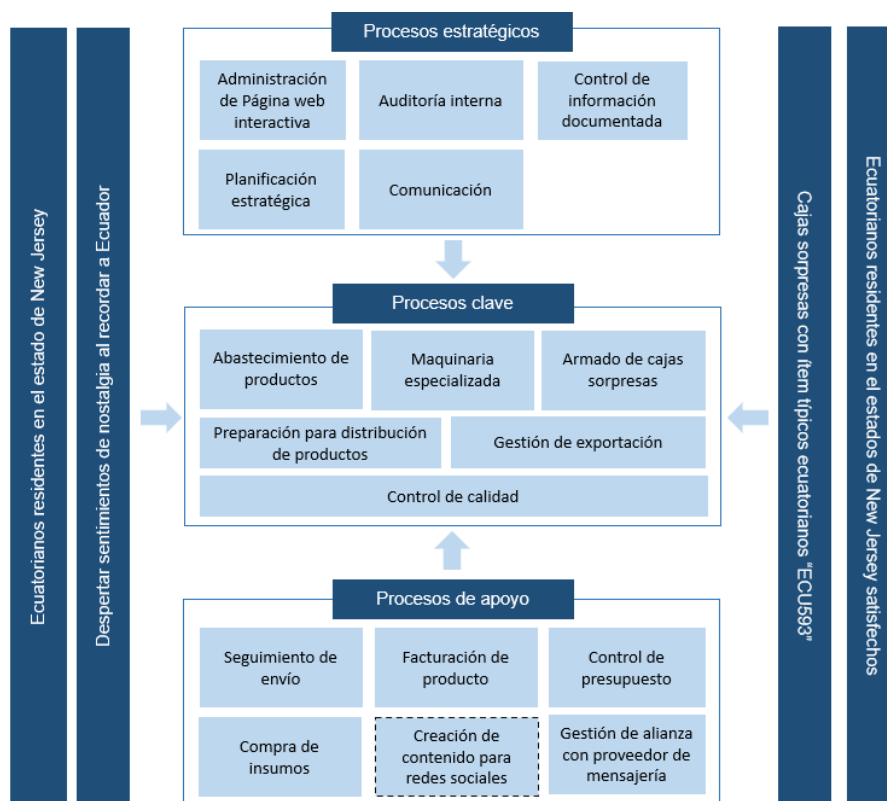 Ecuatorianos residentes en el estado de New Jersey
Despertar sentimientos de nostalgia al recordar a Ecuador
Procesos estratégicos
Administración
de Página web
interactiva
Auditoría interna
Control de
información
documentada
Planificación
estratégica
Comunicación
Procesos clave
Abastecimiento de
productos
Maquinaria
especializada
Armado de cajas
sorpresas
Preparación para distribución
de productos
Gestión de exportación
Control de calidad
Procesos de apoyo
Seguimiento de
envío
Facturación de
producto
Control de
presupuesto
Compra de
insumos
Creación de
contenido para
redes sociales
Gestión de alianza
con proveedor de
mensajería
Cajas sorpresas con ítem típicos ecuatorianos “ECU593”
Ecuatorianos residentes en el estados de New Jersey satisfechos